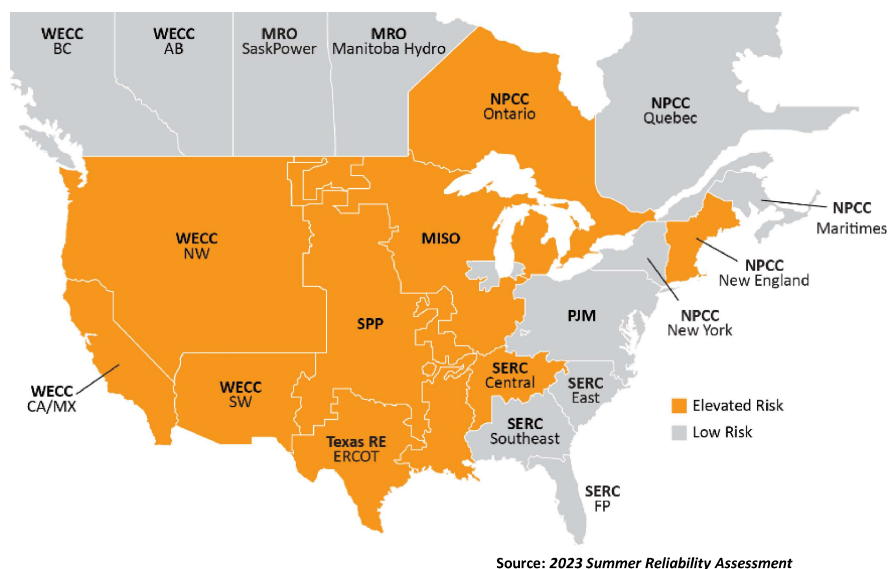 WECC
BC
WECC
AB
MRO
SaskPower
MRO
Manitoba Hydro
NPCC
Ontario
NPCC
Quebec
NPCC
Maritimes
WECC
NW
MISO
NPCC
New England
SPP
PJM
NPCC
New York
WECC
CA/MX
WECC
SW
SERC
Central
SERC
East
Elevated Risk
Low Risk
Texas RE
ERCOT
SERC
Southeast
SERC
FP
Source: 2023 Summer Reliability Assessment